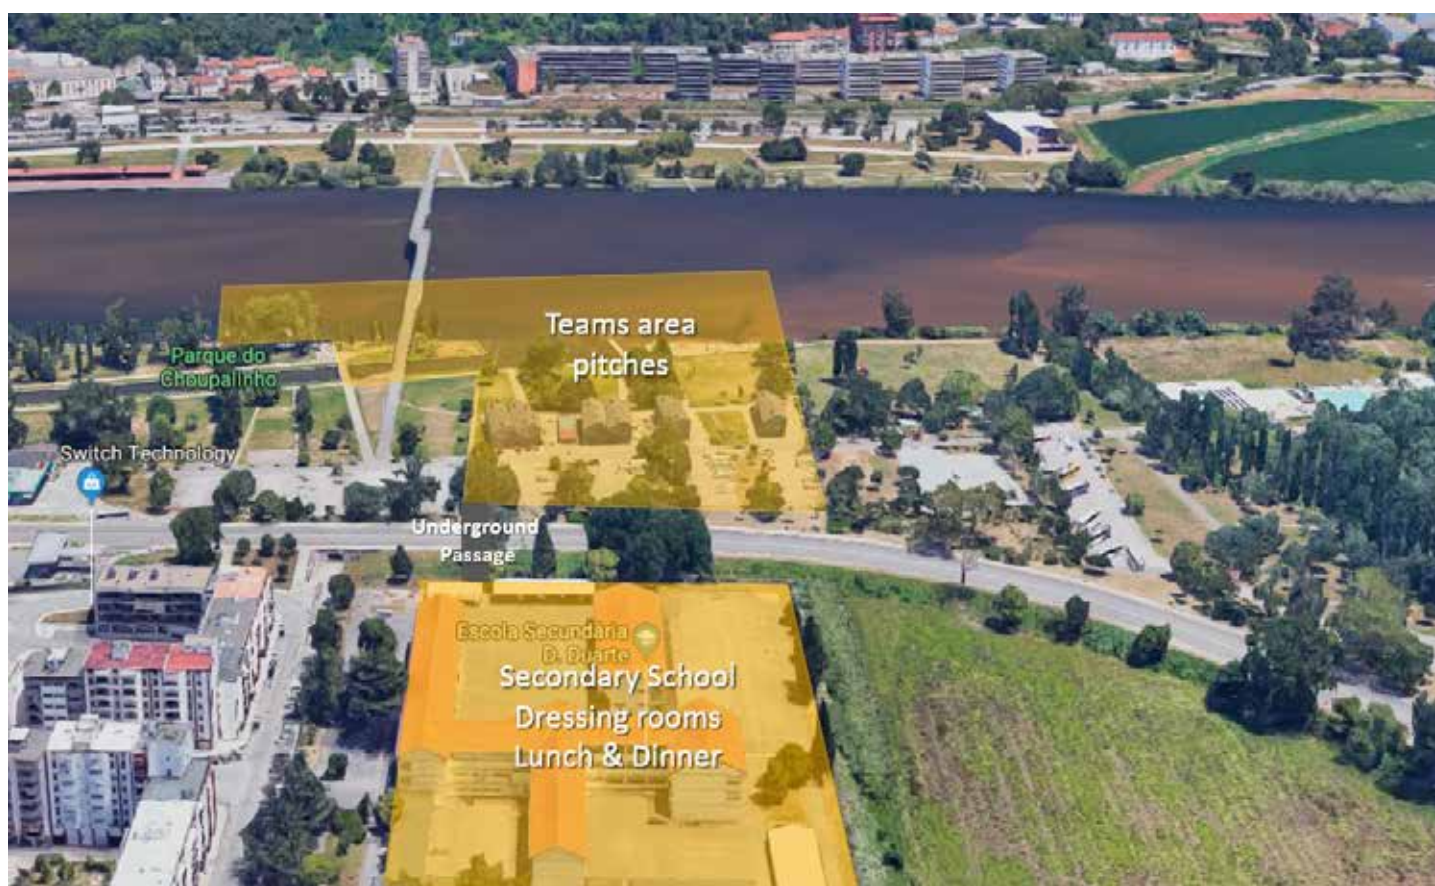 Teams area
pitches
Parque do
Choupalinho
Switch Technology
Underground
Passage
Escola Secundária
D. Duarte
Secondary School
Dressing rooms
Lunch & Dinner